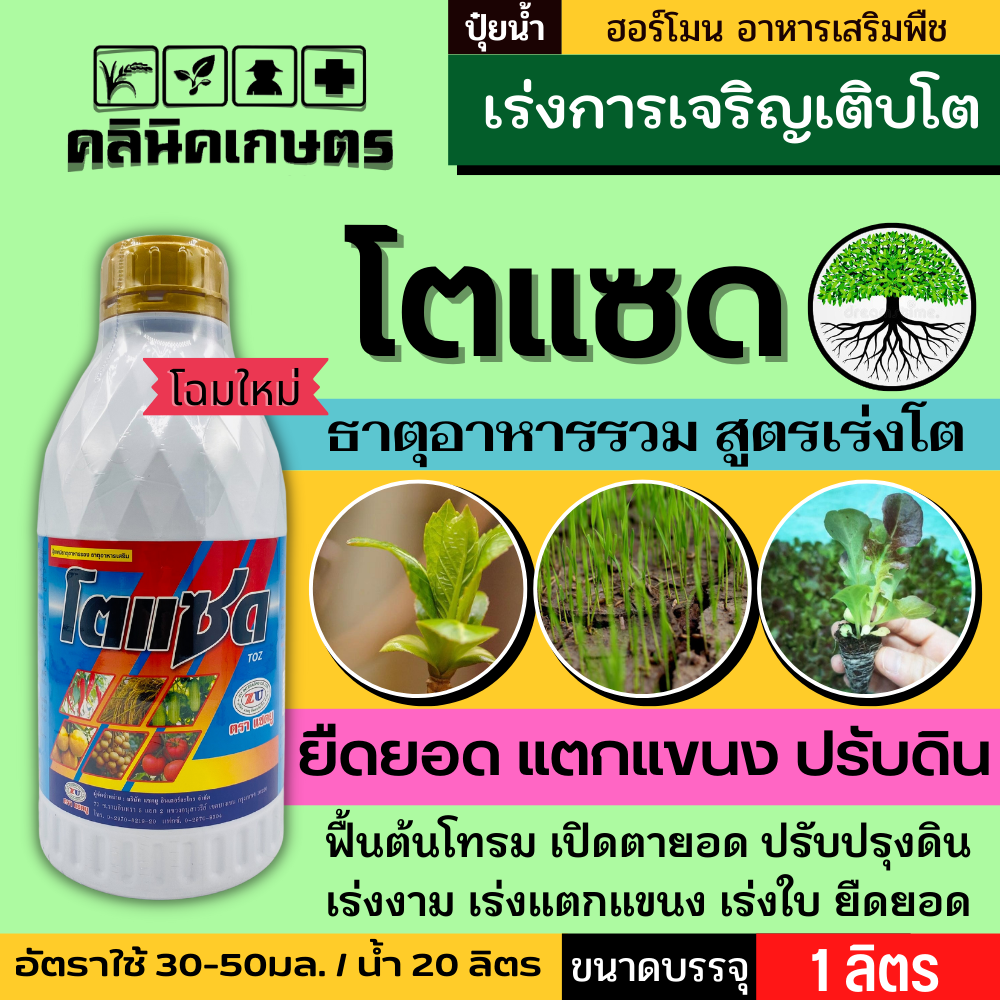 ปุ๋ยน้ำ ฮอร์โมน อาหารเสริมพืช
เร่งการเจริญเติบโต
คลินิคเกษตร
โตแซด
โฉมใหม่
ธาตุอาหารรวม สูตรเร่งโต
โตแซด
TOZ
ZU
ตรา แซดยู
ยืดยอด แตกแขนง ปรับดิน
ฟื้นต้นโทรม เปิดตายอด ปรับปรุงดิน
เร่งงาม เร่งแตกแขนง เร่งใบ ยืดยอด
อัตราใช้ 30-50มล. / น้ำ 20 ลิตร
ขนาดบรรจุ 1 ลิตร